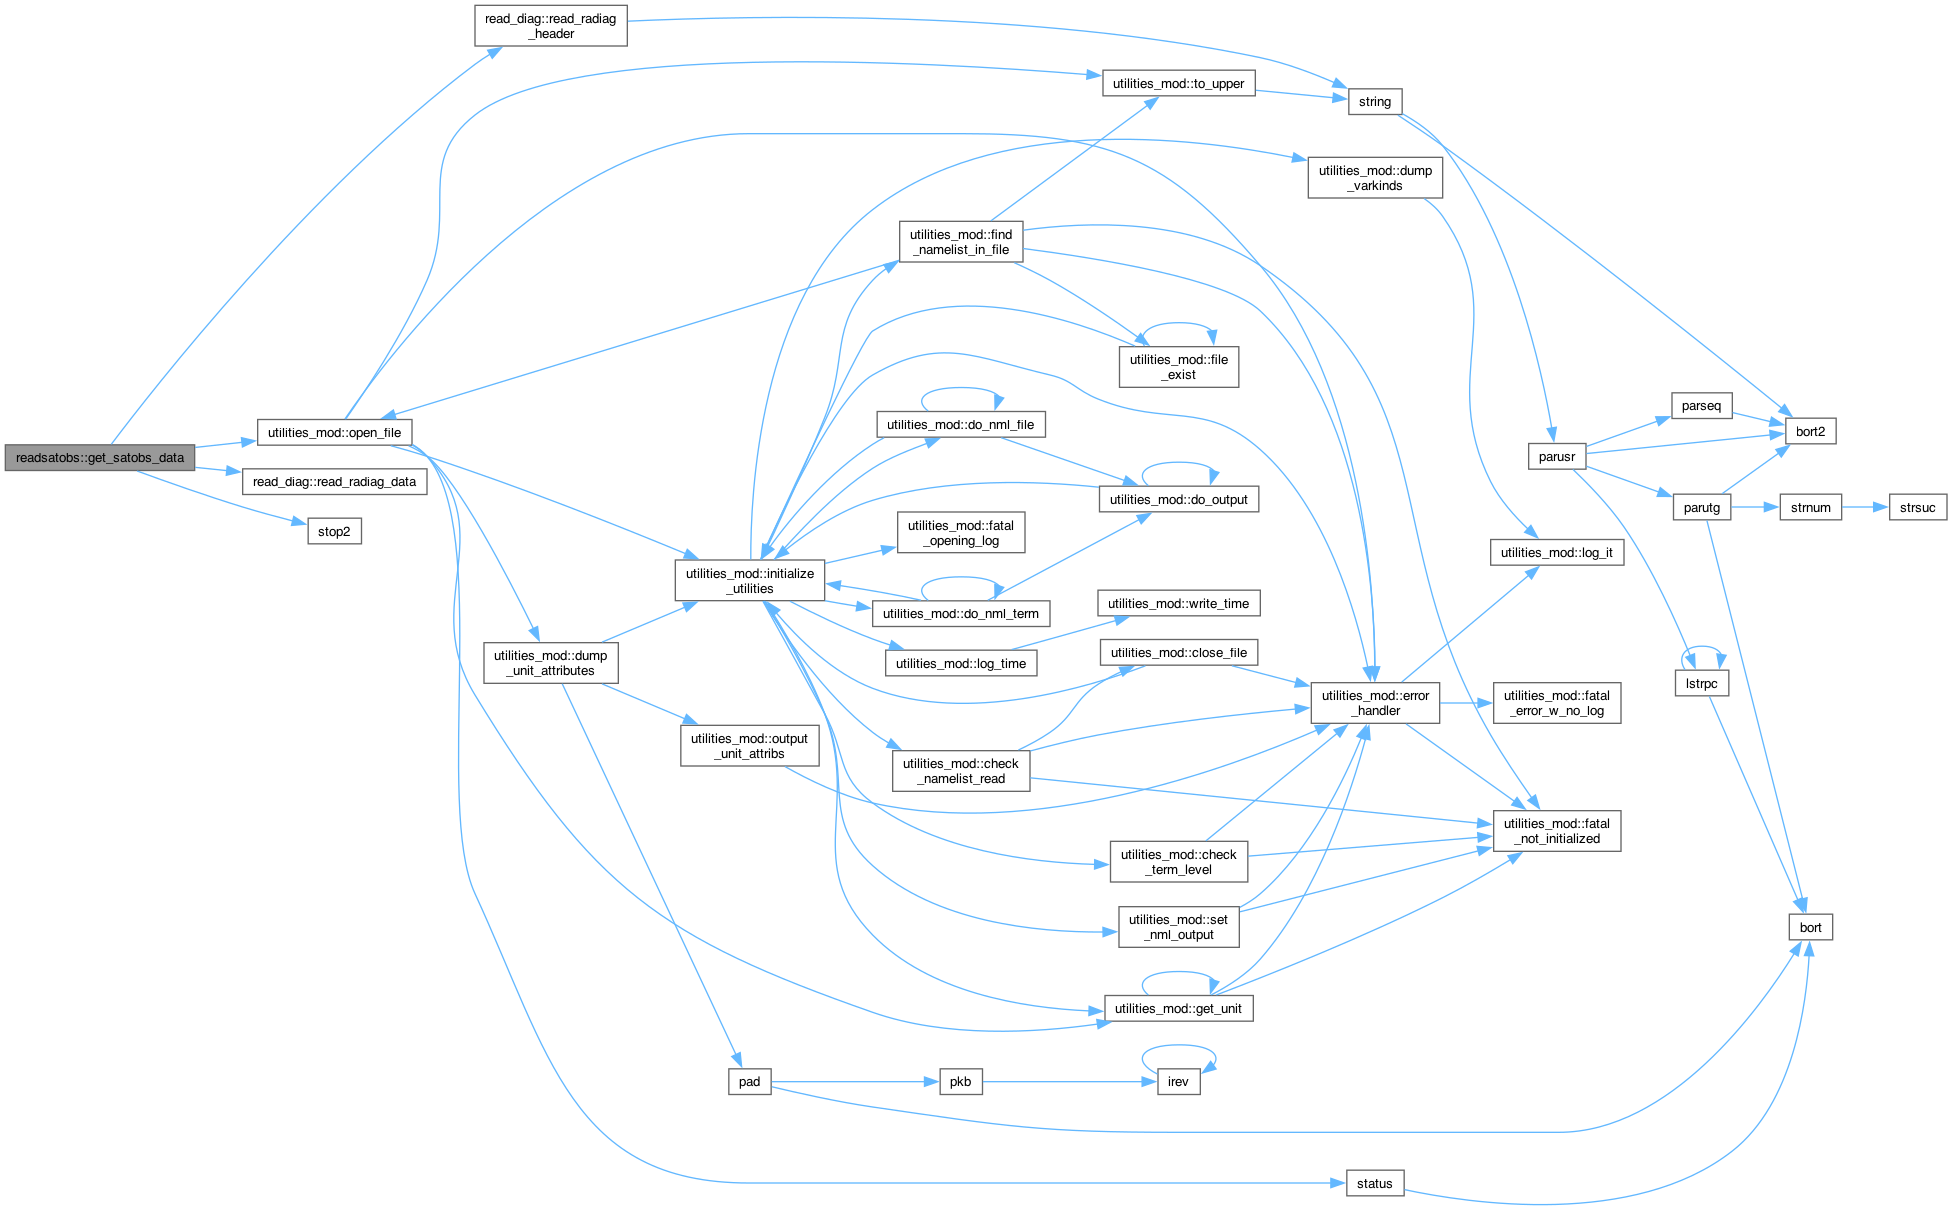 read_diag::read_radiag
_header
utilities_mod::to_upper
string
utilities_mod::dump
_varkinds
utilities_mod::find
_namelist_in_file
utilities_mod::file
_exist
parseq
utilities_mod::do_nml_file
utilities_mod::open_file
bort2
readsatobs::get_satobs_data
parusr
read_diag::read_radiag_data
utilities_mod::do_output
parutg
strnum
strsuc
stop2
utilities_mod::fatal
_opening_log
utilities_mod::log_it
utilities_mod::initialize
_utilities
utilities_mod::write_time
utilities_mod::do_nml_term
utilities_mod::close_file
utilities_mod::dump
_unit_attributes
utilities_mod::log_time
lstrpc
utilities_mod::error
_handler
utilities_mod::fatal
_error_w_no_log
utilities_mod::output
_unit_attribs
utilities_mod::check
_namelist_read
utilities_mod::fatal
_not_initialized
utilities_mod::check
_term_level
utilities_mod::set
_nml_output
bort
utilities_mod::get_unit
pad
pkb
irev
status